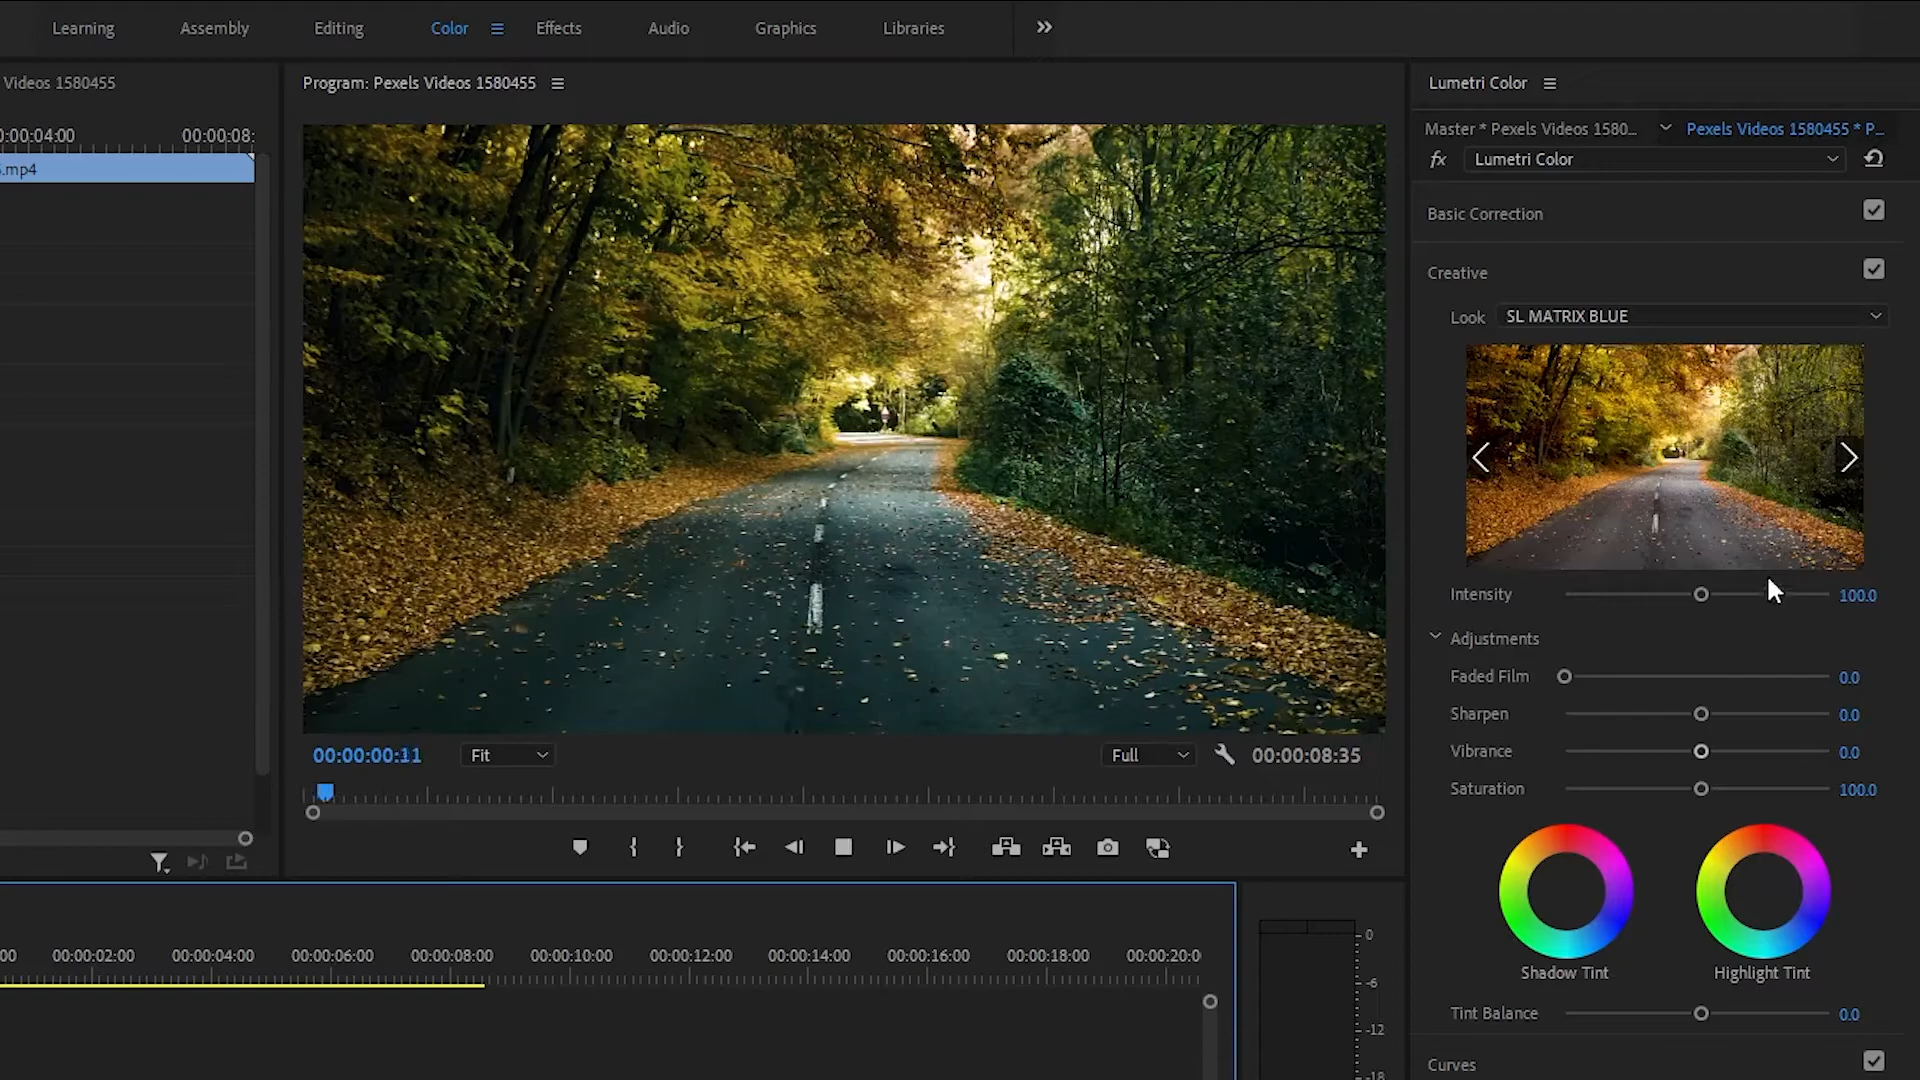 Learning Assembly Editing Color Effects Audio Graphics Libraries
Videos 1580455
0:00:04:00 00:00:08:
.mp4
Program: Pexels Videos 1580455
00:00:00:11 Fit Full 00:00:08:35
Lumetri Color
Master * Pexels Videos 1580... Pexels Videos 1580455 * P...
fx Lumetri Color
Basic Correction
Creative
Look SL MATRIX BLUE
Intensity 100.0
Adjustments
Faded Film 0.0
Sharpen 0.0
Vibrance 0.0
Saturation 100.0
Shadow Tint Highlight Tint
Tint Balance 0.0
Curves
:00 00:00:02:00 00:00:04:00 00:00:06:00 00:00:08:00 00:00:10:00 00:00:12:00 00:00:14:00 00:00:16:00 00:00:18:00 00:00:20:0
0
-6
-12
-18